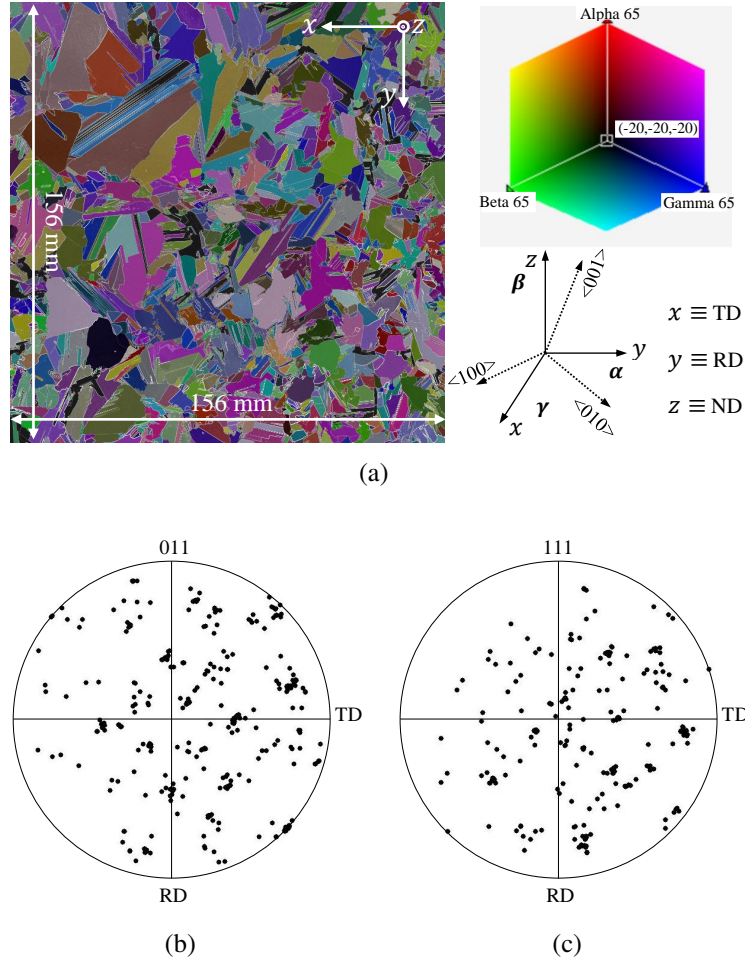 x
z
y
156 mm
156 mm
Alpha 65
(-20,-20,-20)
Beta 65
Gamma 65
z
β
<001>
y
α
<100>
<010>
γ
x
x ≡ TD
y ≡ RD
z ≡ ND
(a)
011
TD
RD
(b)
111
TD
RD
(c)